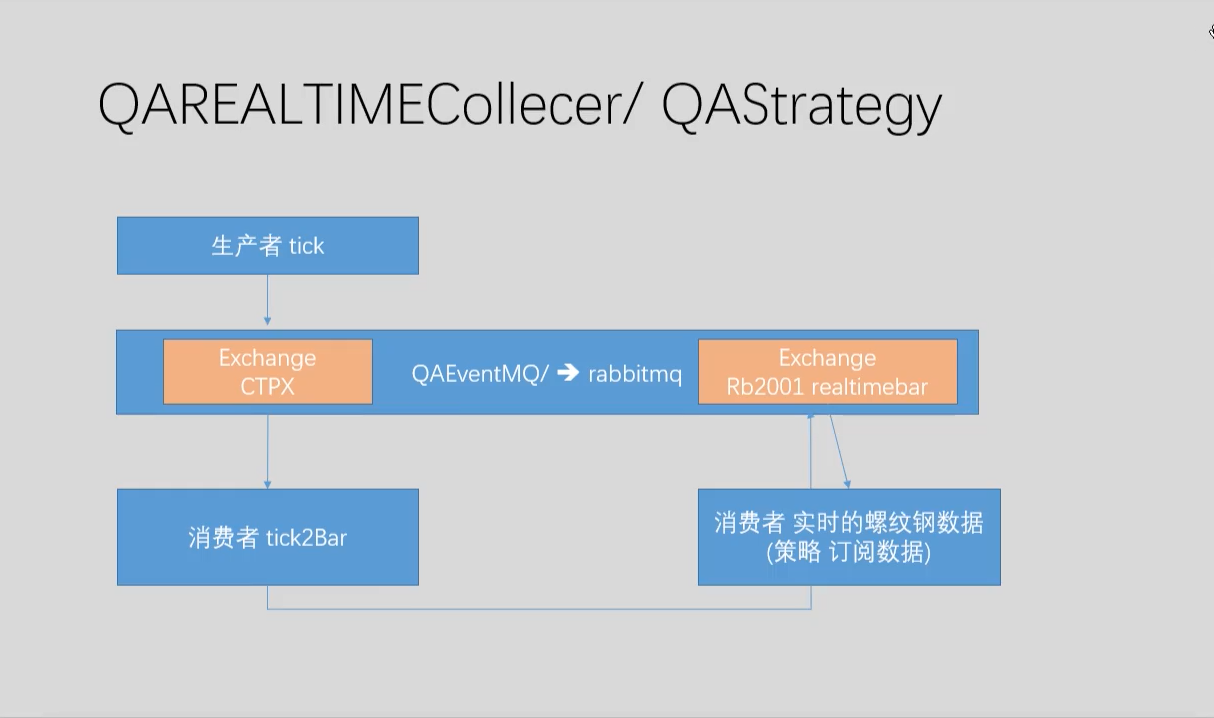 QAREALTIMECollecer/ QAStrategy
生产者 tick
Exchange
CTPX
QAEventMQ/ ➔ rabbitmq
Exchange
Rb2001 realtimebar
消费者 tick2Bar
消费者 实时的螺纹钢数据
(策略 订阅数据)